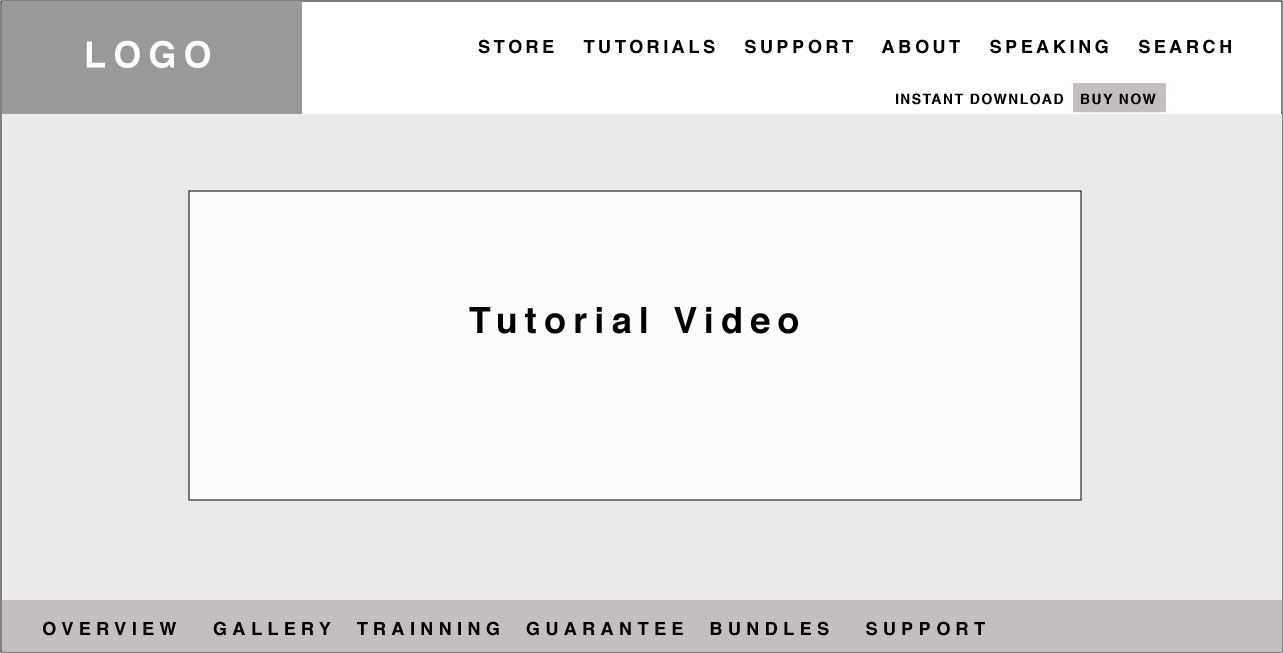 LOGO
STORE TUTORIALS SUPPORT ABOUT SPEAKING SEARCH
INSTANT DOWNLOAD BUY NOW
Tutorial Video
OVERVIEW GALLERY TRAINNING GUARANTEE BUNDLES SUPPORT